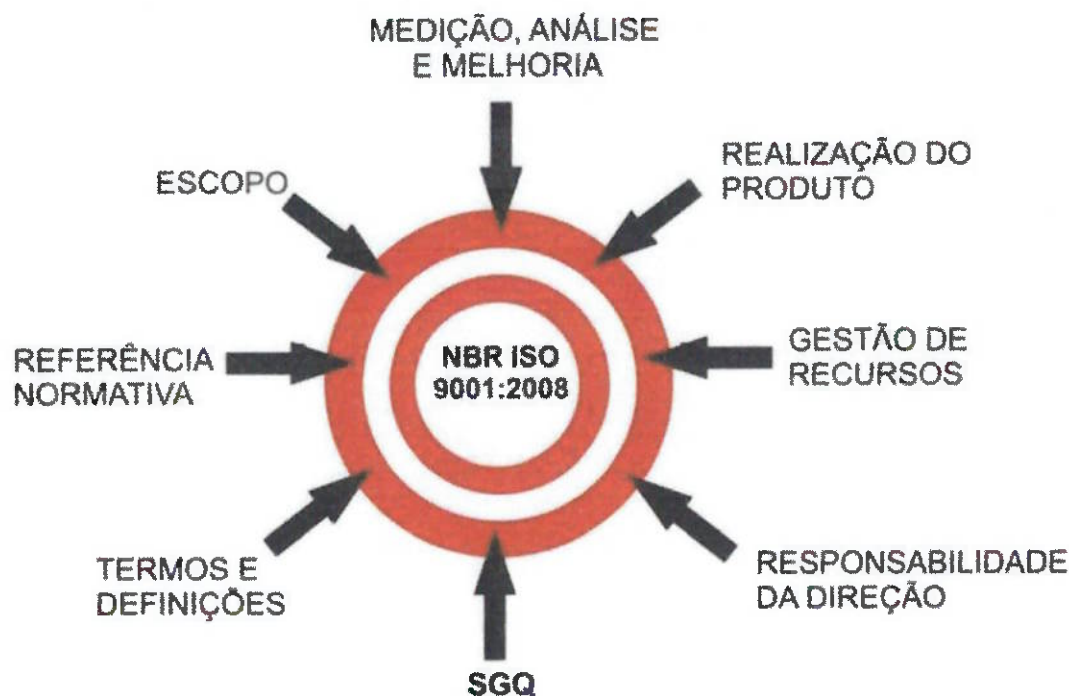 MEDIÇÃO, ANÁLISE
E MELHORIA
ESCOPO
REALIZAÇÃO DO
PRODUTO
REFERÊNCIA
NORMATIVA
NBR ISO
9001:2008
GESTÃO DE
RECURSOS
TERMOS E
DEFINIÇÕES
RESPONSABILIDADE
DA DIREÇÃO
SGQ